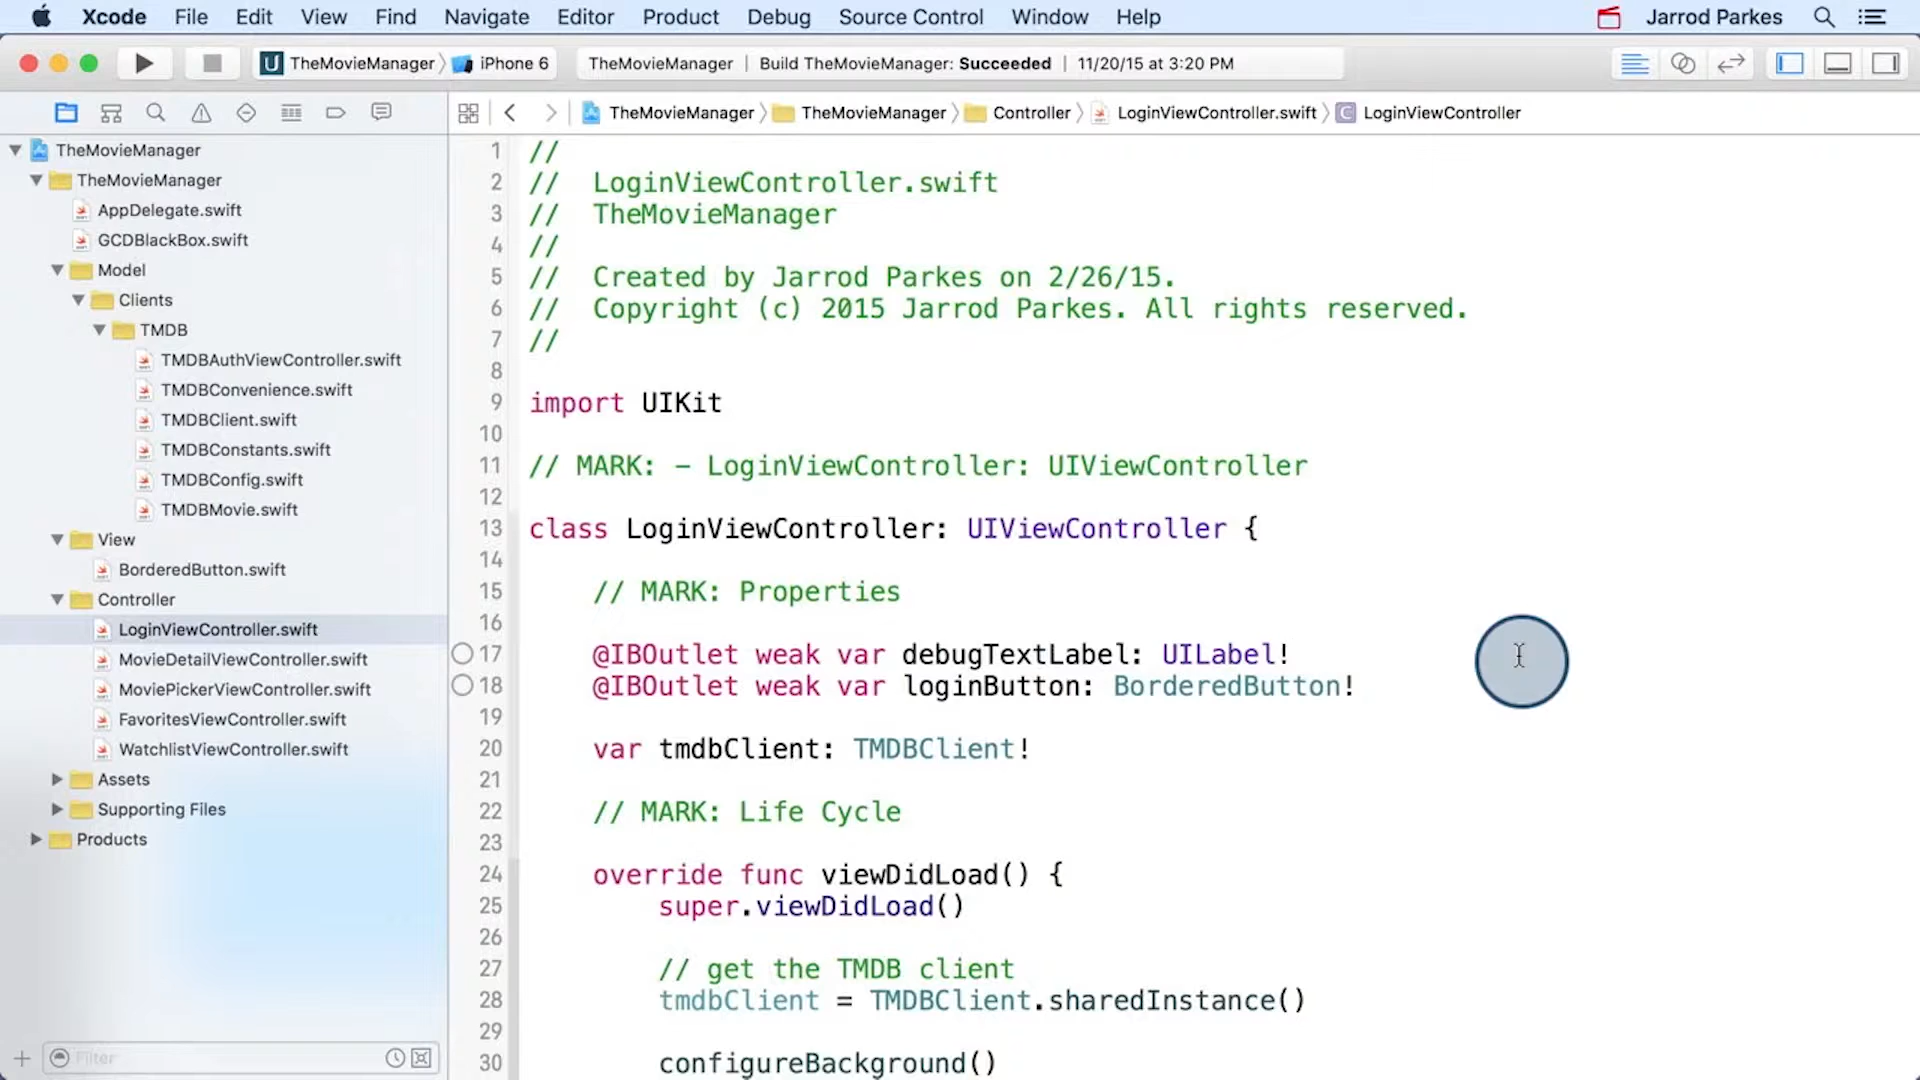 Xcode File Edit View Find Navigate Editor Product Debug Source Control Window Help Jarrod Parkes
U TheMovieManager iPhone 6 TheMovieManager | Build TheMovieManager: Succeeded | 11/20/15 at 3:20 PM
TheMovieManager TheMovieManager Controller LoginViewController.swift C LoginViewController
TheMovieManager
TheMovieManager
AppDelegate.swift
GCDBlackBox.swift
Model
Clients
TMDB
TMDBAuthViewController.swift
TMDBConvenience.swift
TMDBClient.swift
TMDBConstants.swift
TMDBConfig.swift
TMDBMovie.swift
View
BorderedButton.swift
Controller
LoginViewController.swift
MovieDetailViewController.swift
MoviePickerViewController.swift
FavoritesViewController.swift
WatchlistViewController.swift
Assets
Supporting Files
Products
Filter
1 //
2 //  LoginViewController.swift
3 //  TheMovieManager
4 //
5 //  Created by Jarrod Parkes on 2/26/15.
6 //  Copyright (c) 2015 Jarrod Parkes. All rights reserved.
7 //
8
9 import UIKit
10
11 // MARK: - LoginViewController: UIViewController
12
13 class LoginViewController: UIViewController {
14
15     // MARK: Properties
16
17     @IBOutlet weak var debugTextLabel: UILabel!
18     @IBOutlet weak var loginButton: BorderedButton!
19
20     var tmdbClient: TMDBClient!
21
22     // MARK: Life Cycle
23
24     override func viewDidLoad() {
25         super.viewDidLoad()
26
27         // get the TMDB client
28         tmdbClient = TMDBClient.sharedInstance()
29
30         configureBackground()